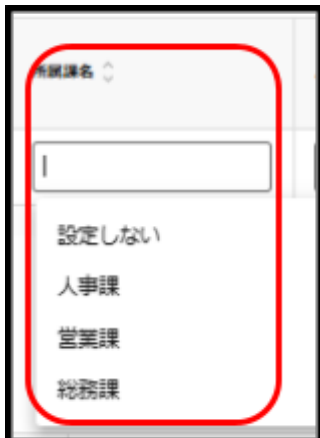 所属課名
設定しない
人事課
営業課
総務課